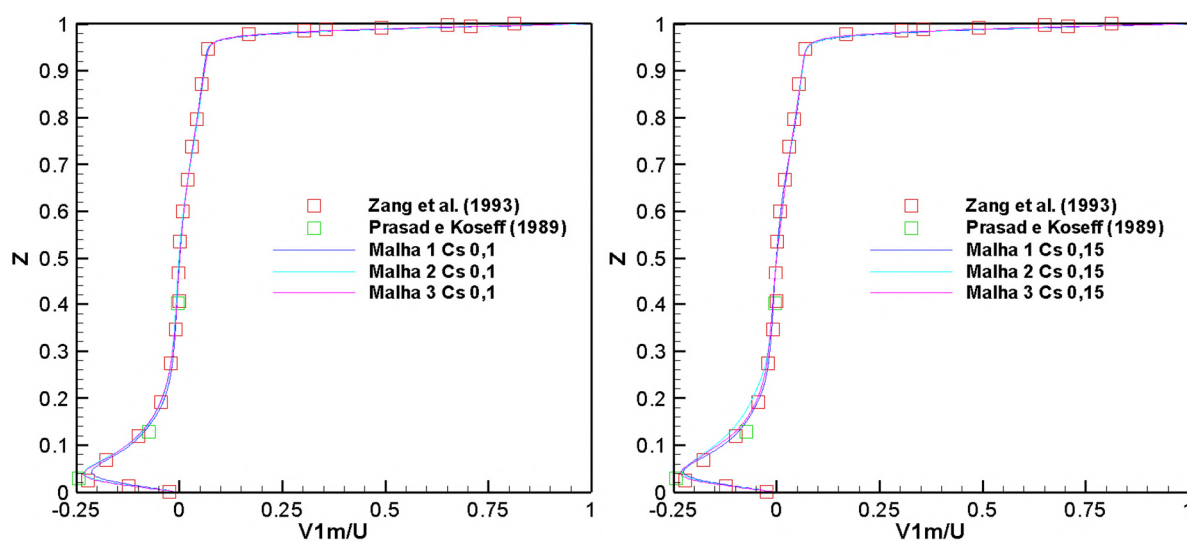 1
0.9
0.8
0.7
0.6
0.5
0.4
0.3
0.2
0.1
0
Z
-0.25
0
0.25
0.5
0.75
1
V1m/U
Zang et al. (1993)
Prasad e Koseff (1989)
Malha 1 Cs 0,1
Malha 2 Cs 0,1
Malha 3 Cs 0,1
1
0.9
0.8
0.7
0.6
0.5
0.4
0.3
0.2
0.1
0
Z
-0.25
0
0.25
0.5
0.75
1
V1m/U
Zang et al. (1993)
Prasad e Koseff (1989)
Malha 1 Cs 0,15
Malha 2 Cs 0,15
Malha 3 Cs 0,15